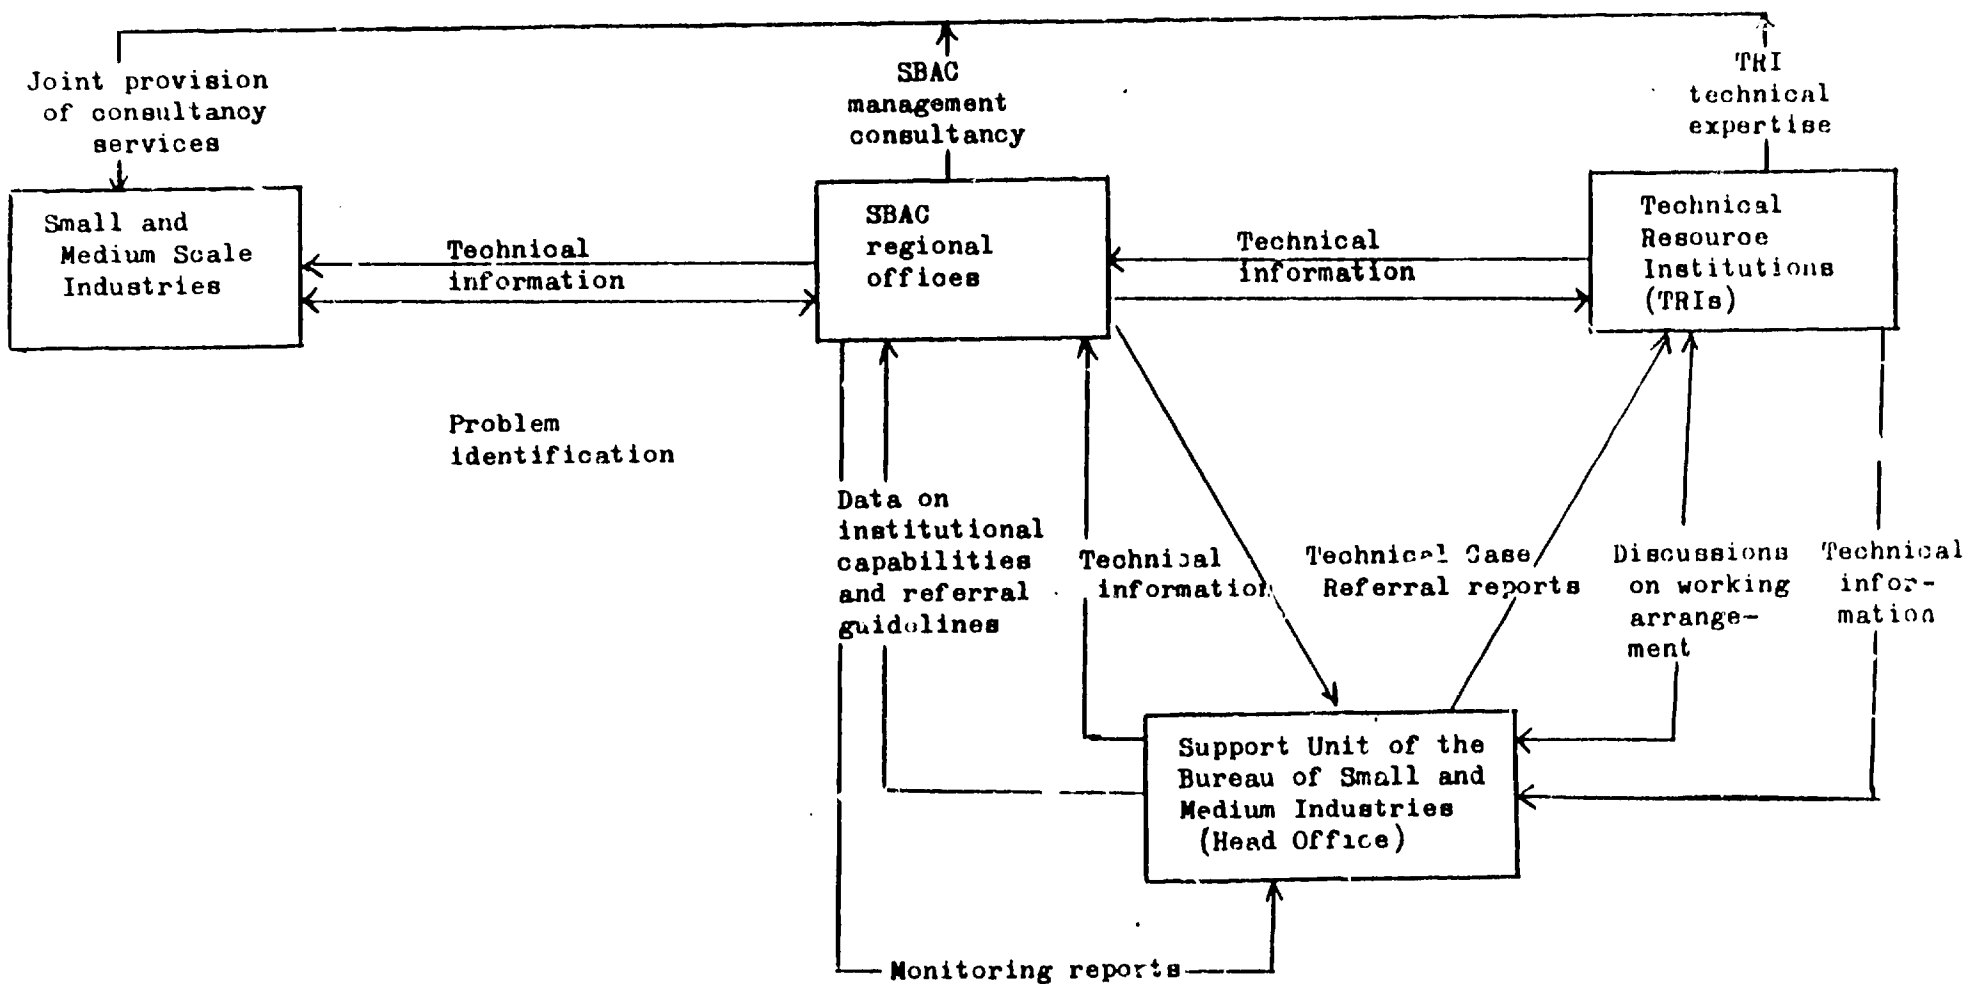 Joint provision
of consultancy
services
SBAC
management
consultancy
TRI
technical
expertise
Small and
Medium Scale
Industries
Technical
information
SBAC
regional
offices
Technical
information
Technical
Resource
Institutions
(TRIs)
Problem
identification
Data on
institutional
capabilities
and referral
guidelines
Technical
information
Technical Case
Referral reports
Discussions
on working
arrange-
ment
Technical
infor-
mation
Support Unit of the
Bureau of Small and
Medium Industries
(Head Office)
Monitoring reports